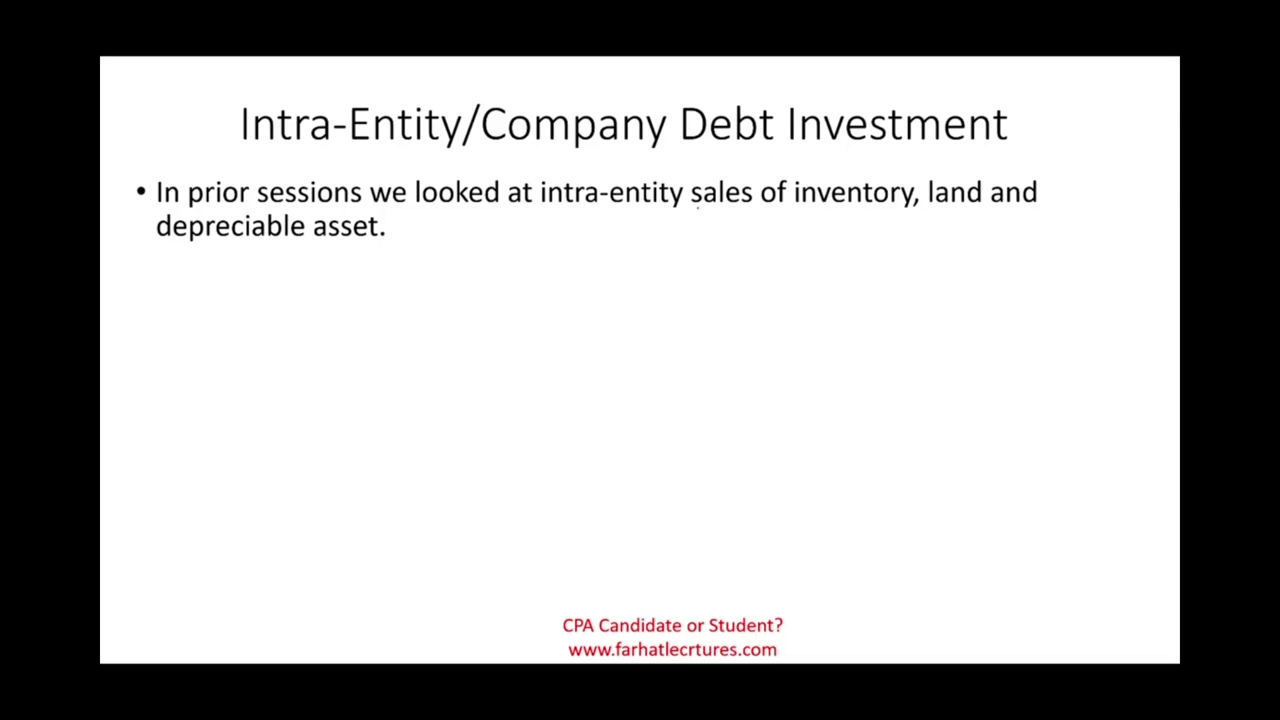 Intra-Entity/Company Debt Investment
• In prior sessions we looked at intra-entity sales of inventory, land and
depreciable asset.
CPA Candidate or Student?
www.farhatlecrtures.com